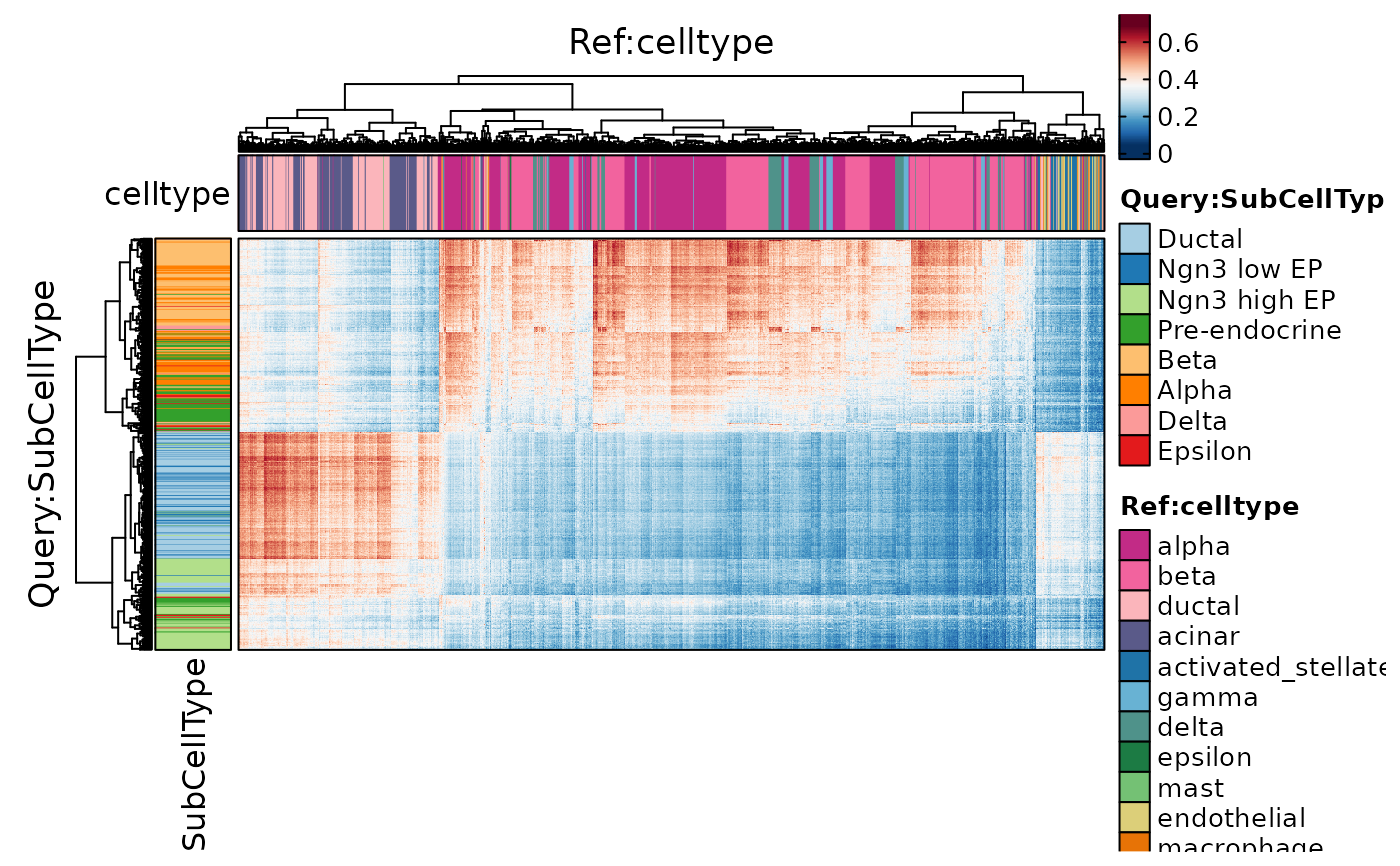 Ref:celltype
0.6
0.4
0.2
0
celltype
Query:SubCellType
SubCellType
Query:SubCellTyp
Ductal
Ngn3 low EP
Ngn3 high EP
Pre-endocrine
Beta
Alpha
Delta
Epsilon
Ref:celltype
alpha
beta
ductal
acinar
activated_stellate
gamma
delta
epsilon
mast
endothelial
macrophage